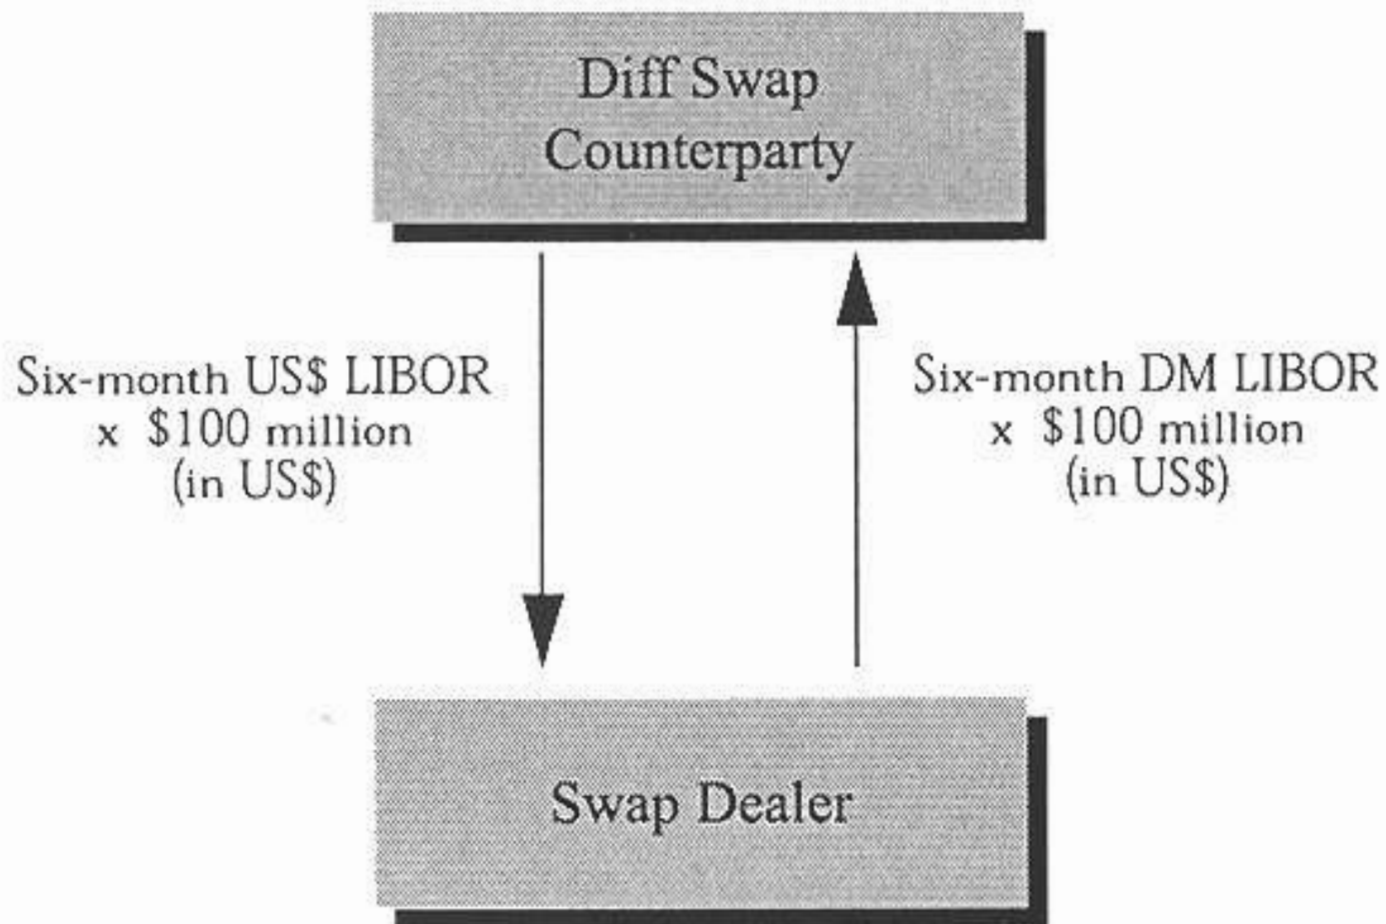 Diff Swap
Counterparty
Six-month US$ LIBOR
x $100 million
(in US$)
Six-month DM LIBOR
x $100 million
(in US$)
Swap Dealer